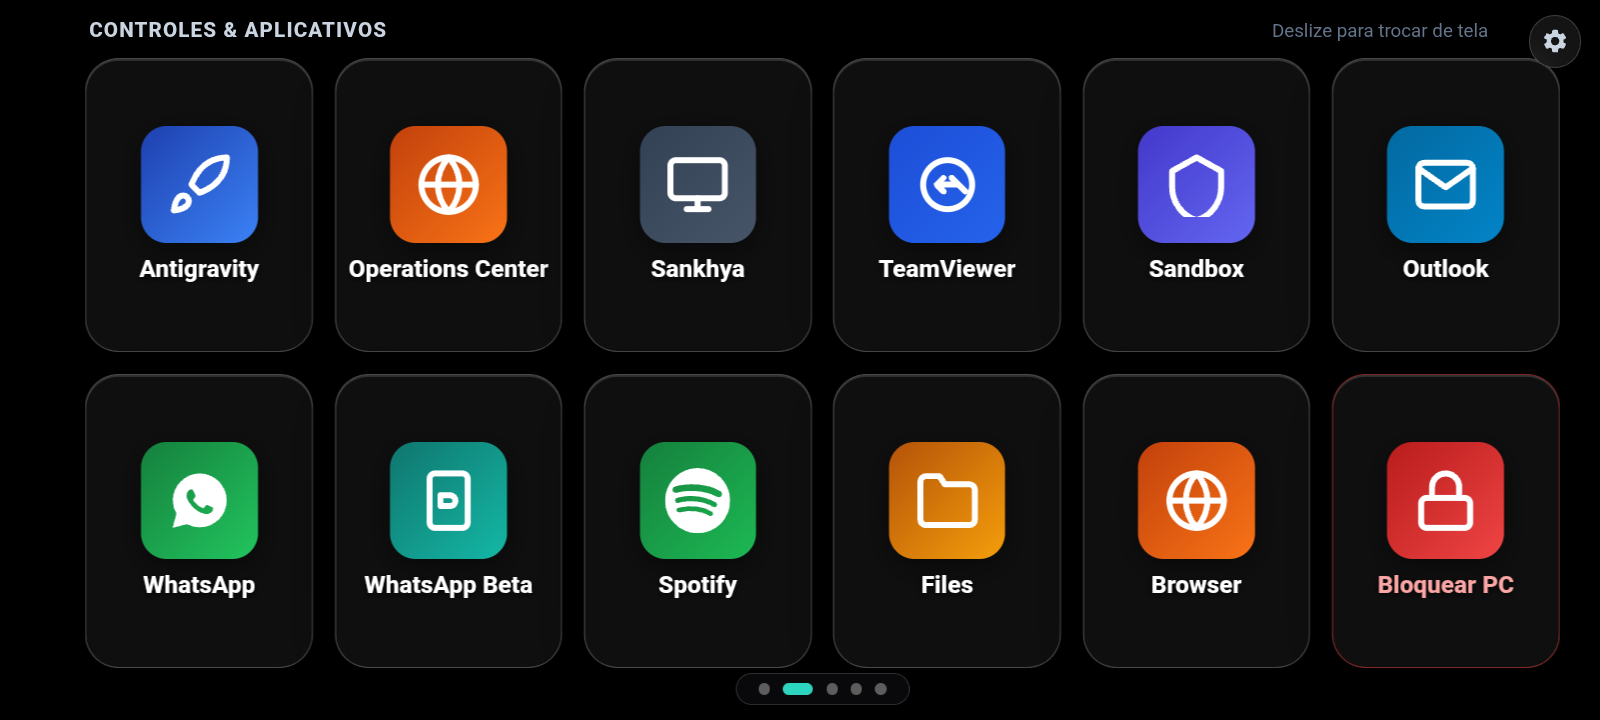 CONTROLES & APLICATIVOS
Deslize para trocar de tela
Antigravity
Operations Center
Sankhya
TeamViewer
Sandbox
Outlook
WhatsApp
WhatsApp Beta
Spotify
Files
Browser
Bloquear PC